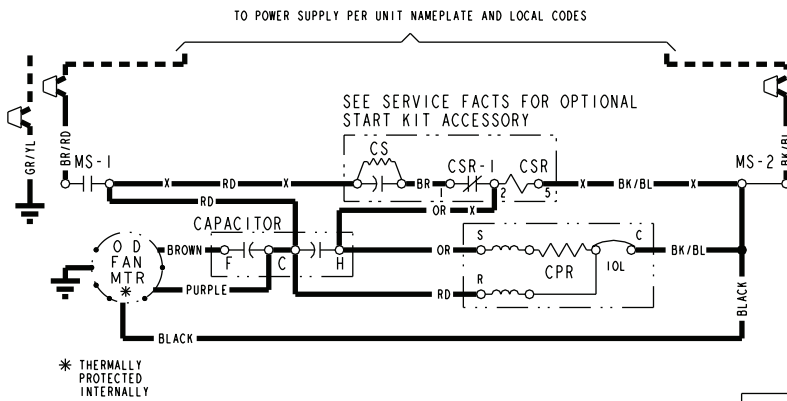 TO POWER SUPPLY PER UNIT NAMEPLATE AND LOCAL CODES
SEE SERVICE FACTS FOR OPTIONAL
START KIT ACCESSORY
GR/YL
BR/RD
BK/BL
MS-1
CS
CSR-1
CSR
MS-2
X
RD
X
BR
1
2
5
X
BK/BL
X
RD
OR
X
CAPACITOR
O D
FAN
MTR
*
BROWN
F
C
H
OR
S
CPR
IOL
C
BK/BL
PURPLE
RD
R
BLACK
BLACK
* THERMALLY
PROTECTED
INTERNALLY